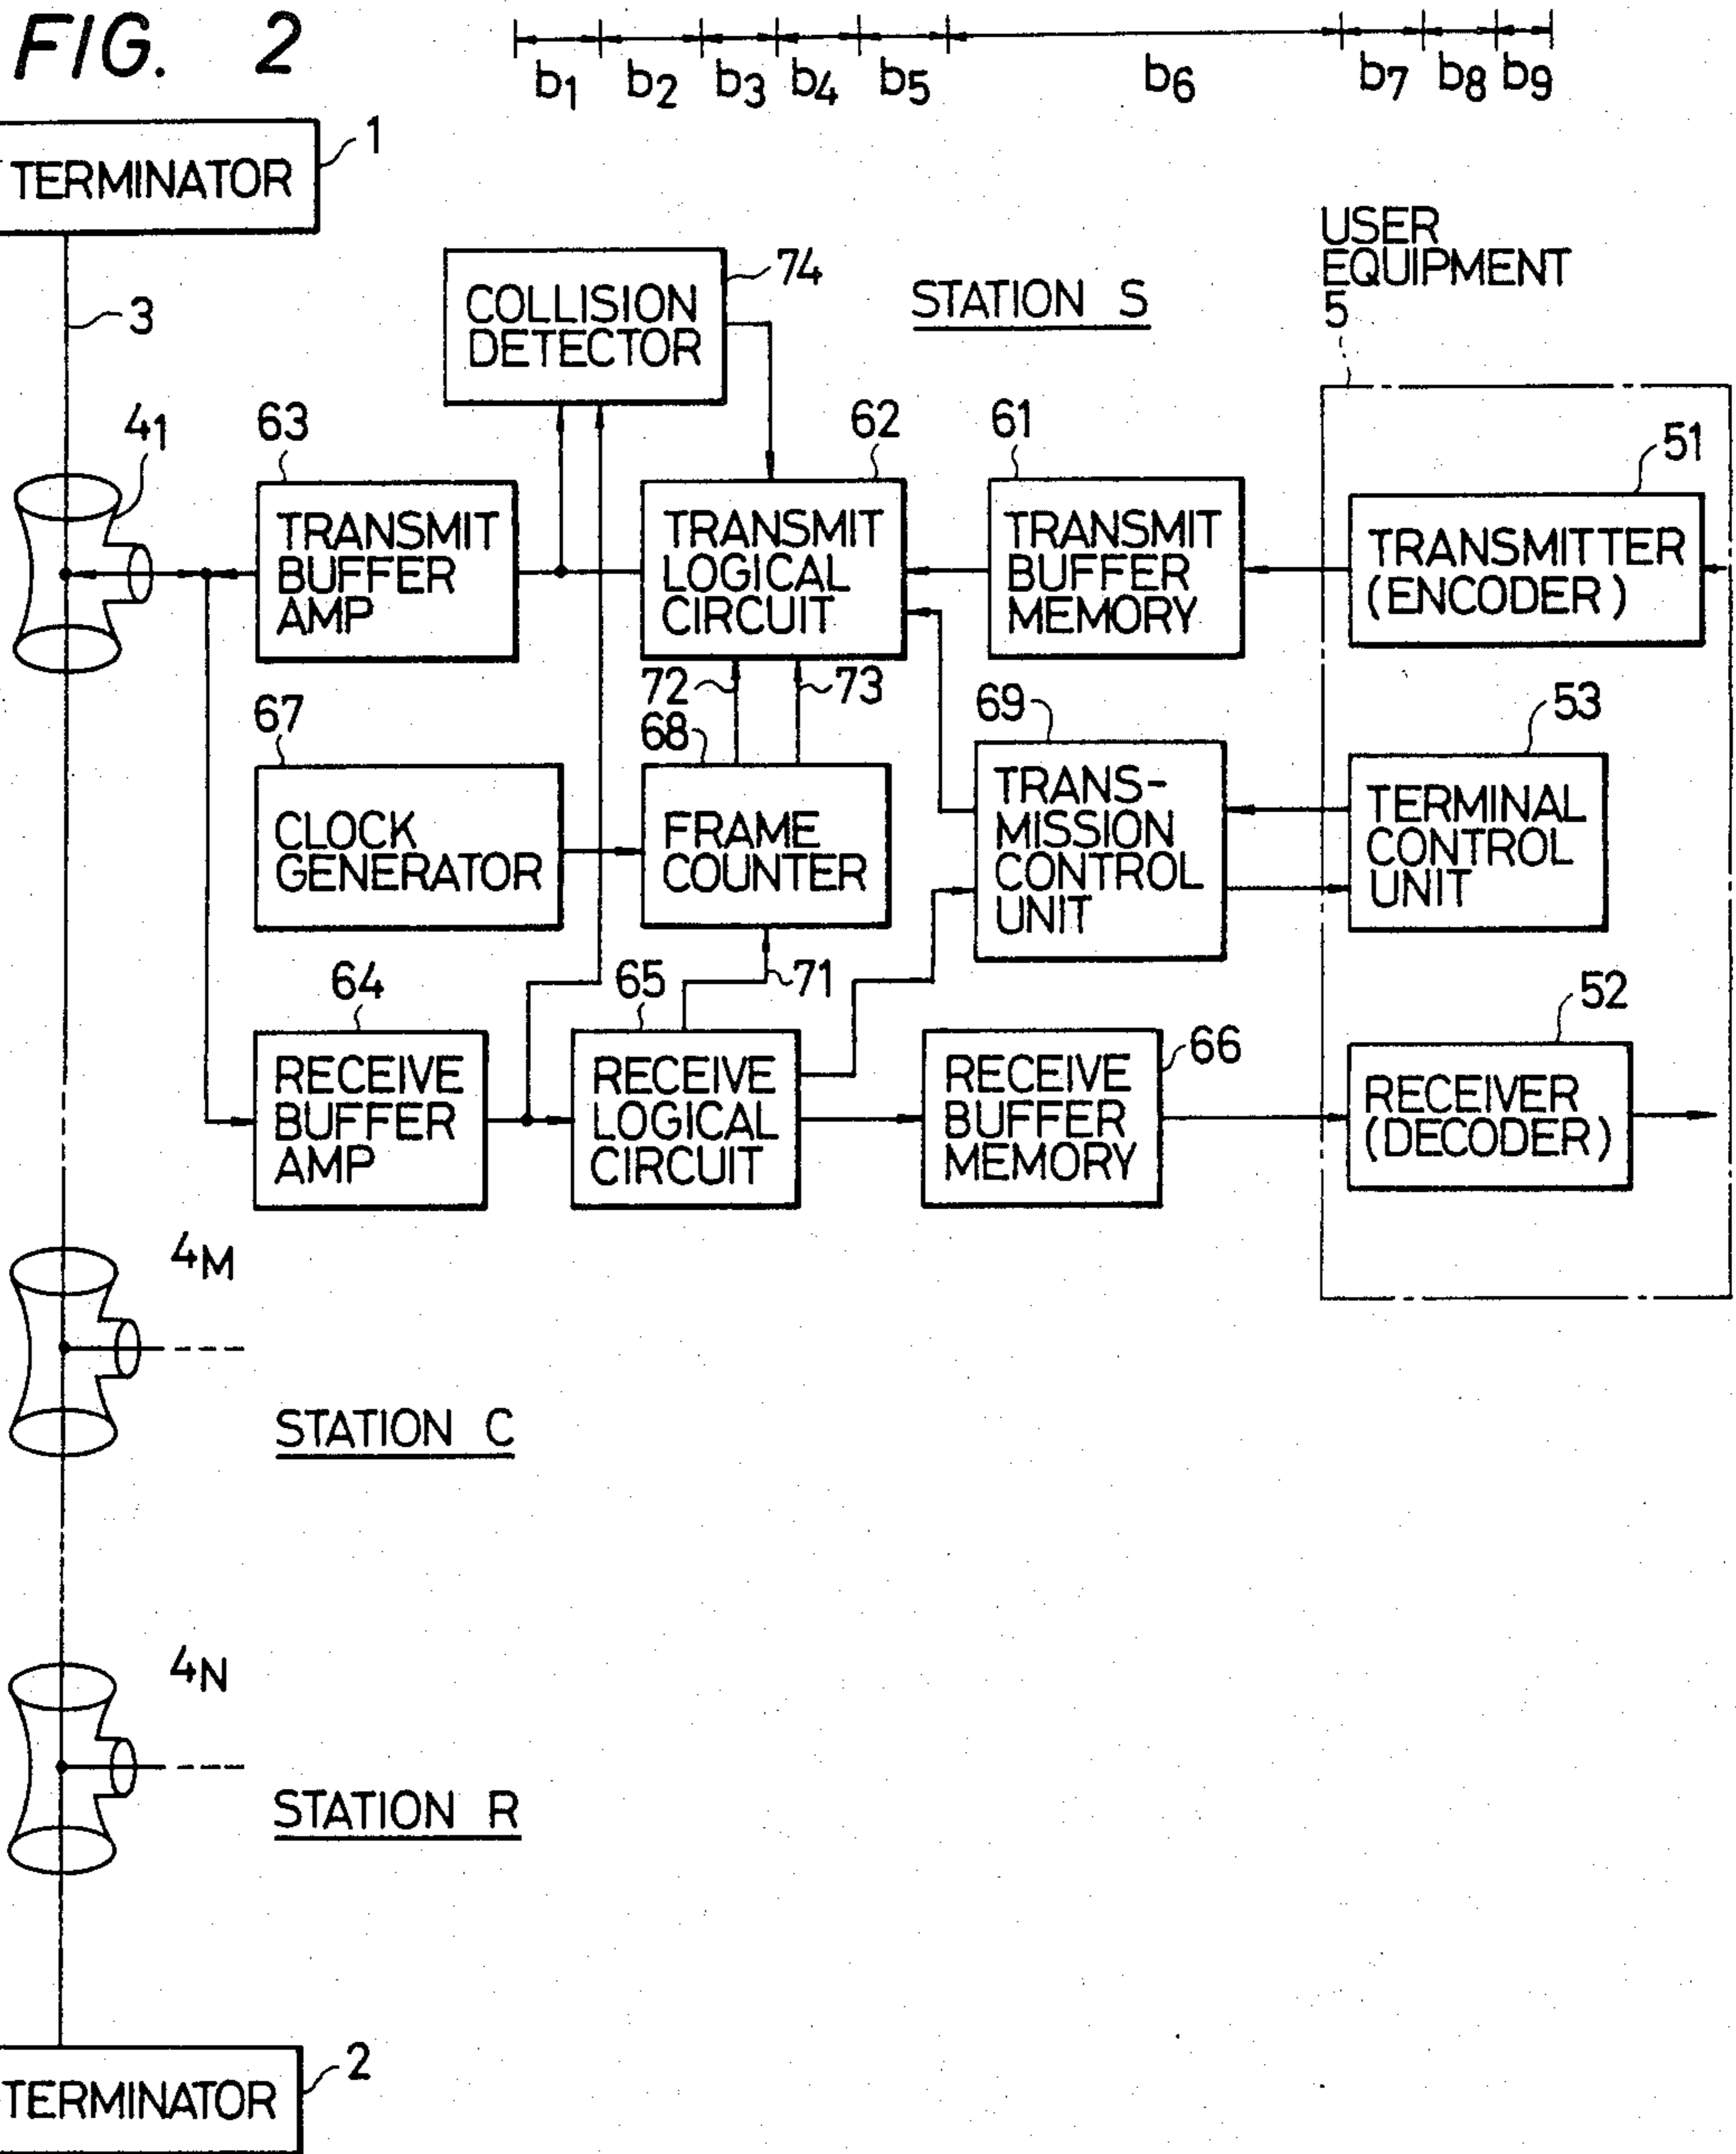 FIG. 2
b1 b2 b3 b4 b5 b6 b7 b8 b9
TERMINATOR
1
3
USER
EQUIPMENT
5
STATION S
COLLISION
DETECTOR
74
41
63
TRANSMIT
BUFFER
AMP
62
TRANSMIT
LOGICAL
CIRCUIT
61
TRANSMIT
BUFFER
MEMORY
51
TRANSMITTER
(ENCODER)
72
73
67
CLOCK
GENERATOR
68
FRAME
COUNTER
69
TRANS-
MISSION
CONTROL
UNIT
53
TERMINAL
CONTROL
UNIT
71
64
RECEIVE
BUFFER
AMP
65
RECEIVE
LOGICAL
CIRCUIT
66
RECEIVE
BUFFER
MEMORY
52
RECEIVER
(DECODER)
4M
STATION C
4N
STATION R
TERMINATOR
2